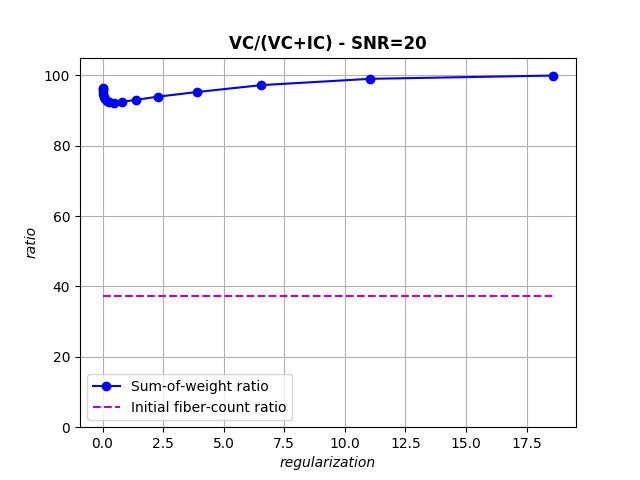 VC/(VC+IC) - SNR=20
100
80
60
40
20
0
ratio
Sum-of-weight ratio
Initial fiber-count ratio
0.0 2.5 5.0 7.5 10.0 12.5 15.0 17.5
regularization